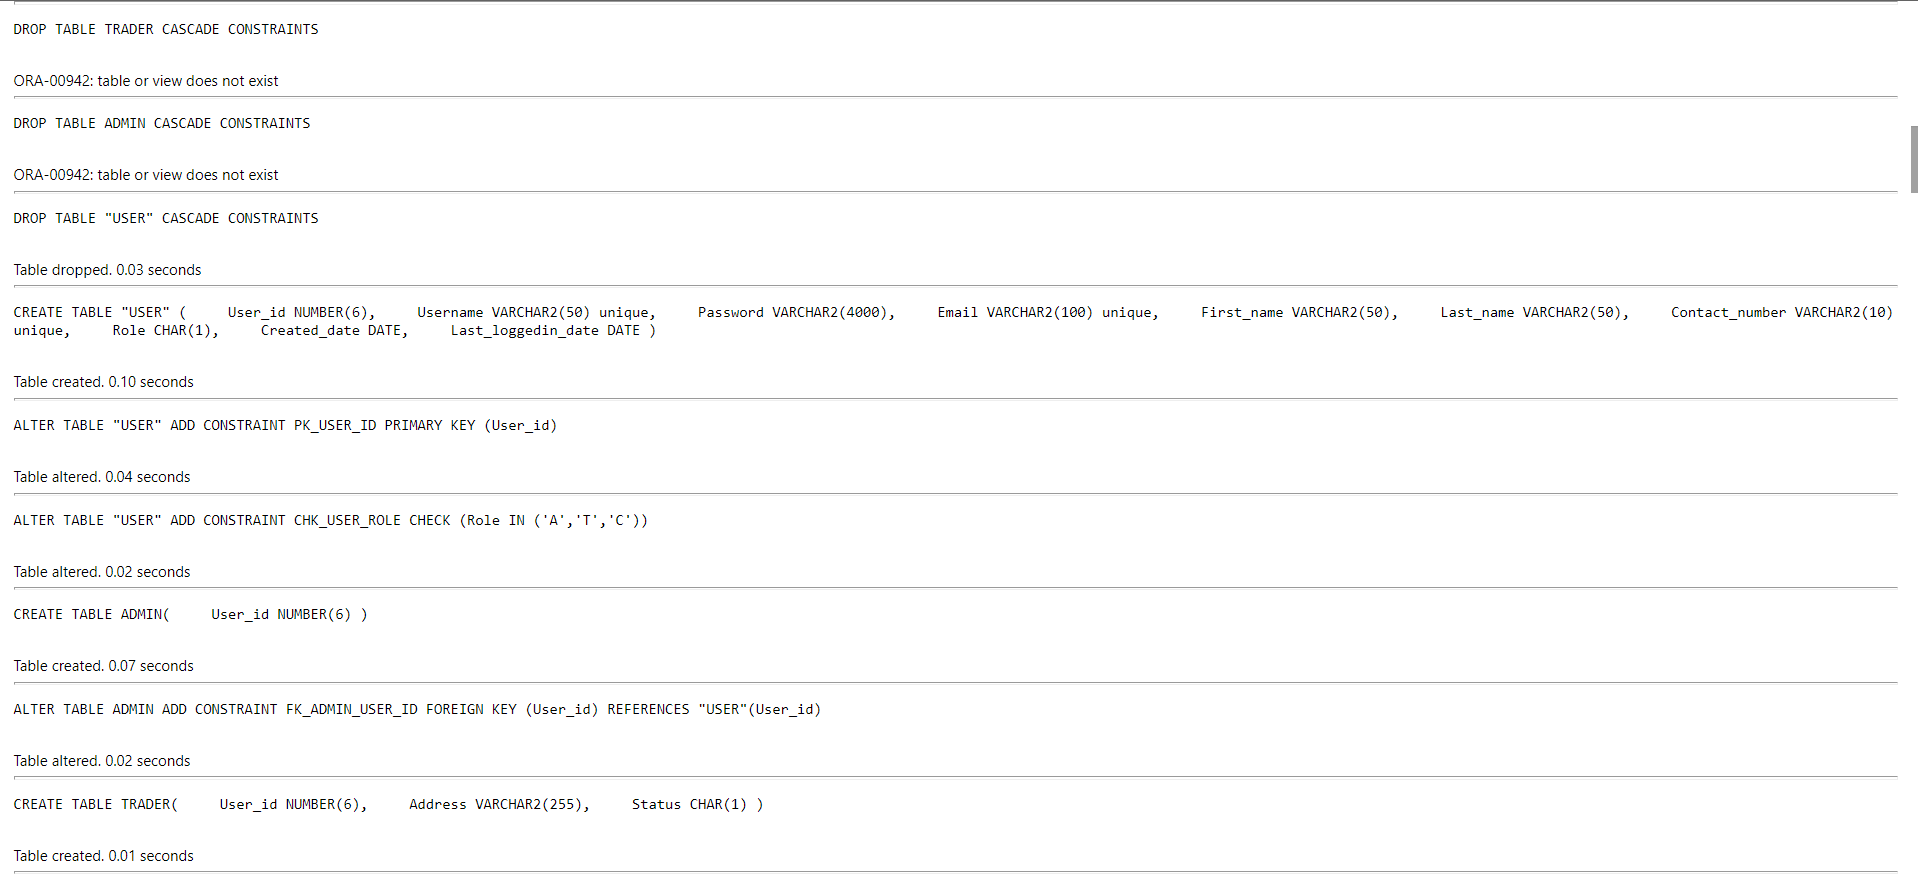 DROP TABLE TRADER CASCADE CONSTRAINTS
ORA-00942: table or view does not exist
DROP TABLE ADMIN CASCADE CONSTRAINTS
ORA-00942: table or view does not exist
DROP TABLE "USER" CASCADE CONSTRAINTS
Table dropped. 0.03 seconds
CREATE TABLE "USER" (     User_id NUMBER(6),     Username VARCHAR2(50) unique,     Password VARCHAR2(4000),     Email VARCHAR2(100) unique,     First_name VARCHAR2(50),     Last_name VARCHAR2(50),     Contact_number VARCHAR2(10)
unique,     Role CHAR(1),     Created_date DATE,     Last_loggedin_date DATE )
Table created. 0.10 seconds
ALTER TABLE "USER" ADD CONSTRAINT PK_USER_ID PRIMARY KEY (User_id)
Table altered. 0.04 seconds
ALTER TABLE "USER" ADD CONSTRAINT CHK_USER_ROLE CHECK (Role IN ('A','T','C'))
Table altered. 0.02 seconds
CREATE TABLE ADMIN(     User_id NUMBER(6) )
Table created. 0.07 seconds
ALTER TABLE ADMIN ADD CONSTRAINT FK_ADMIN_USER_ID FOREIGN KEY (User_id) REFERENCES "USER"(User_id)
Table altered. 0.02 seconds
CREATE TABLE TRADER(     User_id NUMBER(6),     Address VARCHAR2(255),     Status CHAR(1) )
Table created. 0.01 seconds